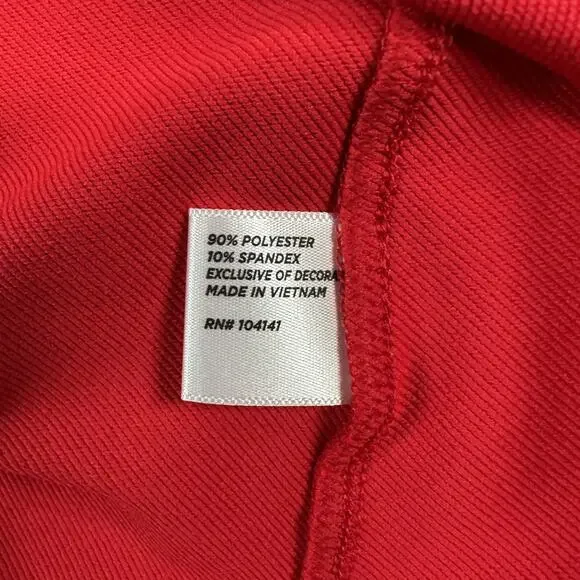 90% POLYESTER
10% SPANDEX
EXCLUSIVE OF DECORA
MADE IN VIETNAM
RN# 104141